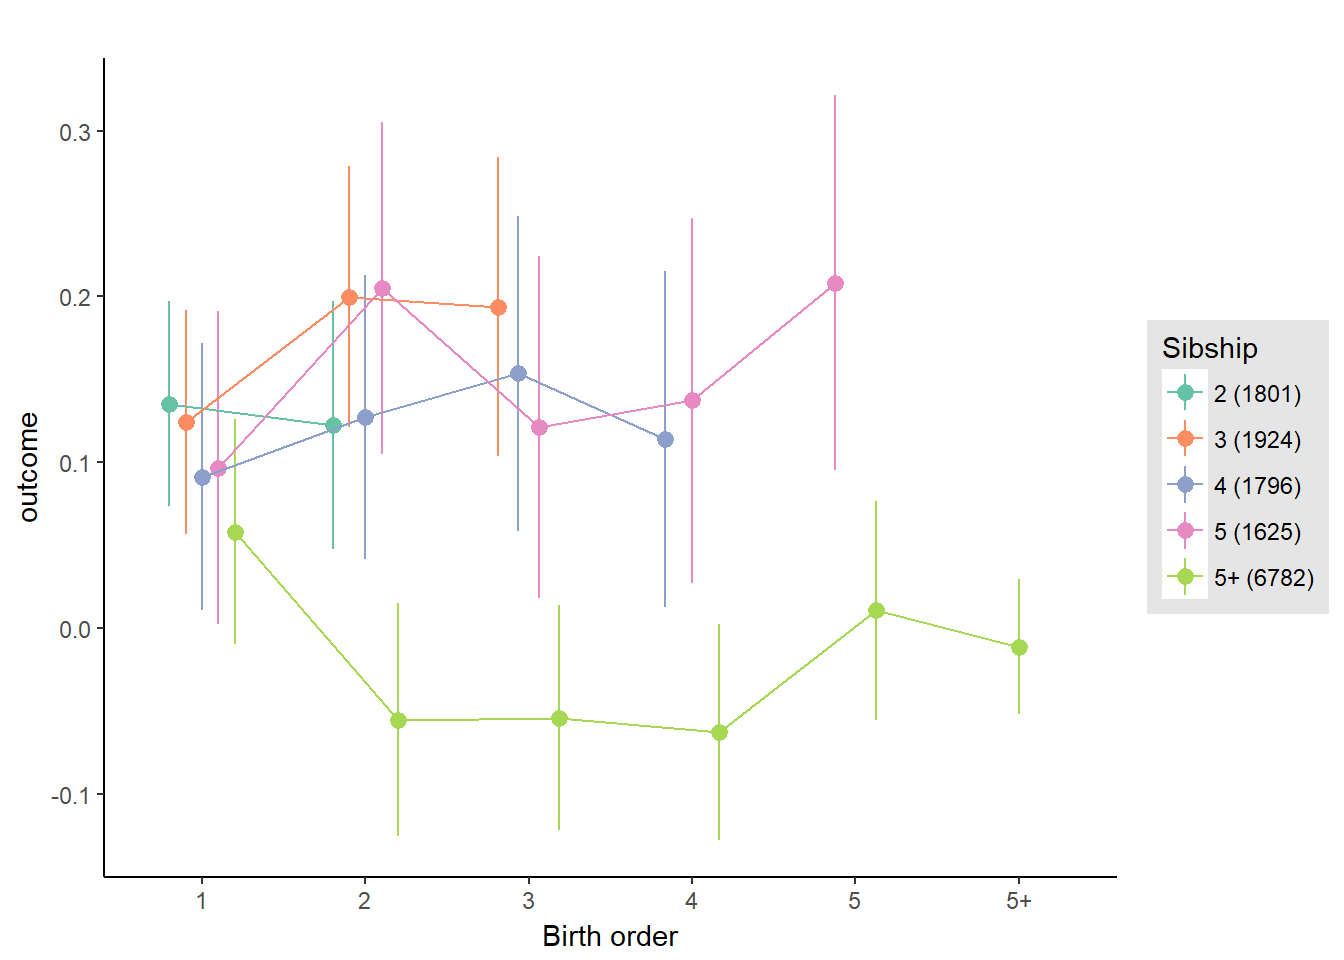 0.3
0.2
0.1
0.0
-0.1
outcome
1 2 3 4 5 5+
Birth order
Sibship
2 (1801)
3 (1924)
4 (1796)
5 (1625)
5+ (6782)